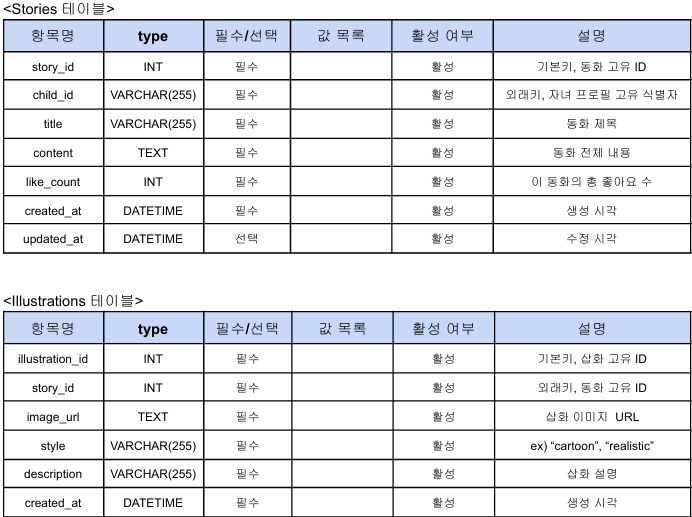 <Stories 테이블>
항목명 type 필수/선택 값 목록 활성 여부 설명
story_id INT 필수 활성 기본키, 동화 고유 ID
child_id VARCHAR(255) 필수 활성 외래키, 자녀 프로필 고유 식별자
title VARCHAR(255) 필수 활성 동화 제목
content TEXT 필수 활성 동화 전체 내용
like_count INT 필수 활성 이 동화의 총 좋아요 수
created_at DATETIME 필수 활성 생성 시각
updated_at DATETIME 선택 활성 수정 시각
<Illustrations 테이블>
항목명 type 필수/선택 값 목록 활성 여부 설명
illustration_id INT 필수 활성 기본키, 삽화 고유 ID
story_id INT 필수 활성 외래키, 동화 고유 ID
image_url TEXT 필수 활성 삽화 이미지 URL
style VARCHAR(255) 필수 활성 ex) “cartoon”, “realistic”
description VARCHAR(255) 필수 활성 삽화 설명
created_at DATETIME 필수 활성 생성 시각